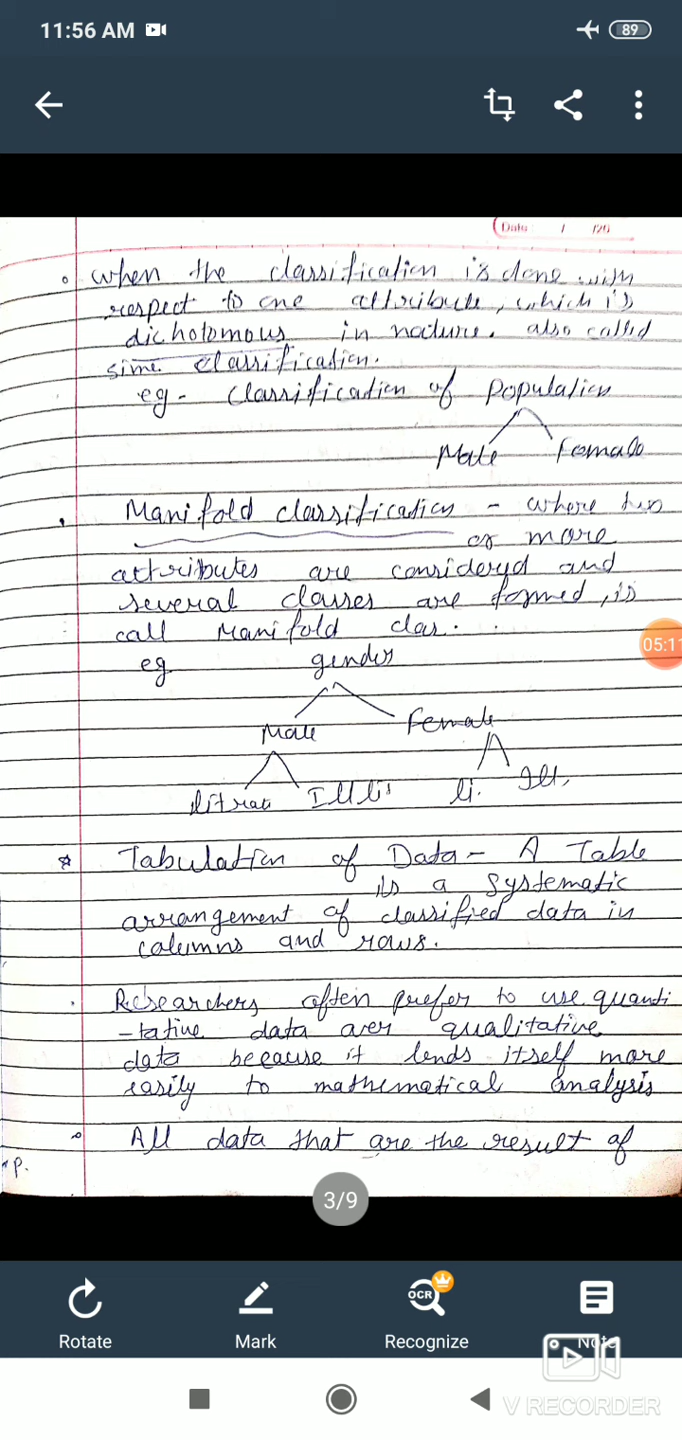 11:56 AM
89
Date / /20
when the classification is done with
respect to one attribute, which is
dichotomous in nature. also called
sime classification.
eg - classification of Population
Male Female
Manifold classification - where two
or more
attributes are consideryd and
several classes are formed, is
call Manifold clas.
eg gender
Male Female
litrate Illlis li. Ill.
Tabulation of Data - A Table
is a systematic
arrangement of classified data in
columns and rows.
Researchers often prefer to use quanti
-tative data over qualitative
data because it lends itself more
easily to mathematical analysis
All data that are the result of
P.
05:11
3/9
Rotate Mark OCR Recognize Note
V RECORDER